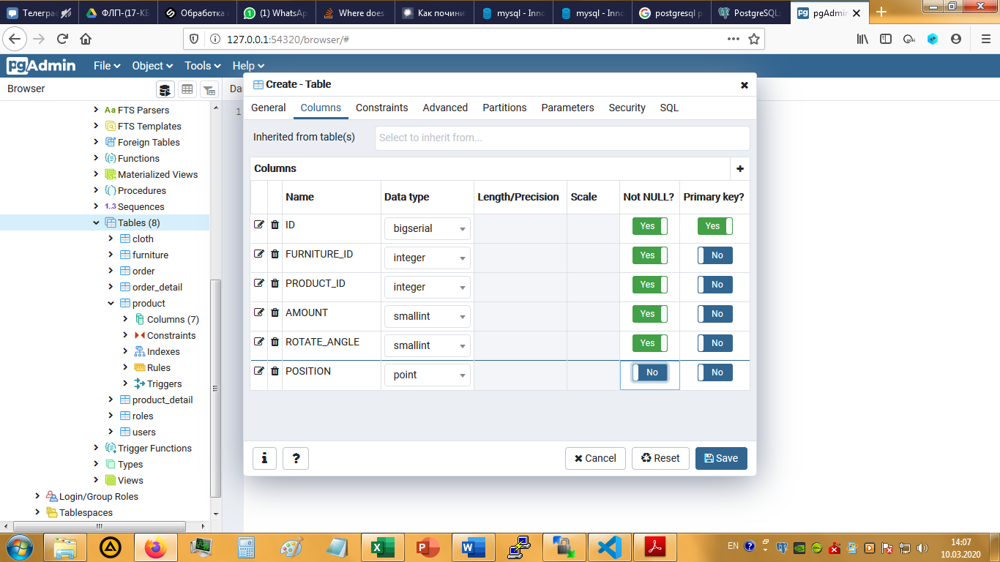 Телеграс
ФЛП-(17-КБ
Обработка
(1) WhatsAp
Where does
Как почини
mysql - Inno
mysql - Inno
postgresql p
PostgreSQL:
pgAdmin
127.0.0.1:54320/browser/#
pgAdmin File Object Tools Help
Browser
Da
1
FTS Parsers
FTS Templates
Foreign Tables
Functions
Materialized Views
Procedures
1..3 Sequences
Tables (8)
cloth
furniture
order
order_detail
product
Columns (7)
Constraints
Indexes
Rules
Triggers
product_detail
roles
users
Trigger Functions
Types
Views
Login/Group Roles
Tablespaces
Create - Table
General Columns Constraints Advanced Partitions Parameters Security SQL
Inherited from table(s) Select to inherit from...
Columns
Name Data type Length/Precision Scale Not NULL? Primary key?
ID bigserial Yes Yes
FURNITURE_ID integer Yes No
PRODUCT_ID integer Yes No
AMOUNT smallint Yes No
ROTATE_ANGLE smallint Yes No
POSITION point No No
i ? Cancel Reset Save
EN
14:07
10.03.2020